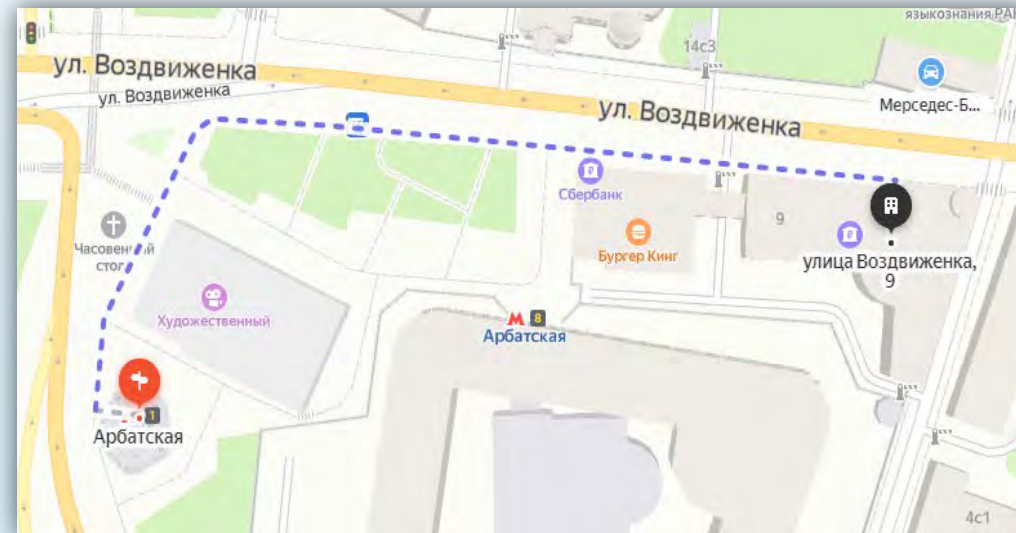 языкознания РАН
14с3
ул. Воздвиженка
ул. Воздвиженка
ул. Воздвиженка
Мерседес-Б...
Сбербанк
9
Бургер Кинг
улица Воздвиженка,
9
Художественный
М 8
Арбатская
1
Арбатская
4с1